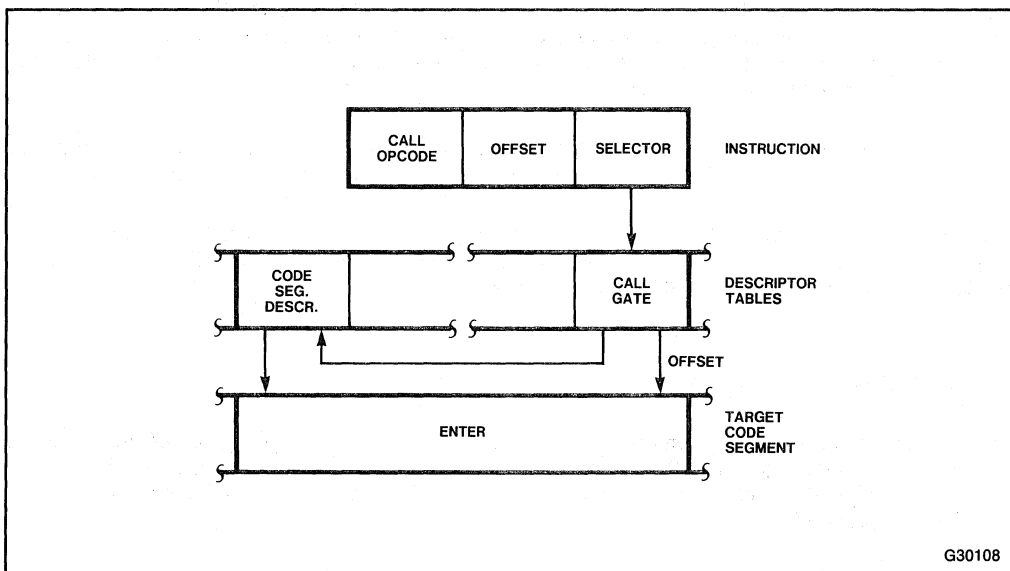 CALL
OPCODE
OFFSET
SELECTOR
INSTRUCTION
CODE
SEG.
DESCR.
CALL
GATE
DESCRIPTOR
TABLES
OFFSET
ENTER
TARGET
CODE
SEGMENT
G30108